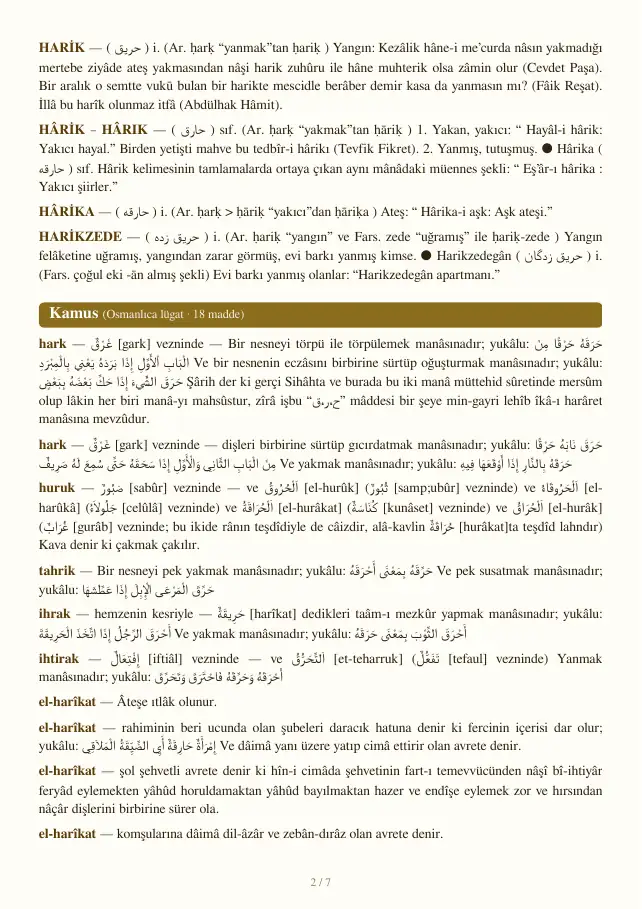 HARİK — ( حريق ) i. (Ar. ḥarḳ “yanmak”tan ḥariḳ ) Yangın: Kezâlik hâne-i me’curda nâsın yakmadığı
mertebe ziyâde ateş yakmasından nâşi harik zuhûru ile hâne muhterik olsa zâmin olur (Cevdet Paşa).
Bir aralık o semtte vukū bulan bir harikte mescidle berâber demir kasa da yanmasın mı? (Fâik Reşat).
İllâ bu harîk olunmaz itfâ (Abdülhak Hâmit).
HÂRİK – HÂRIK — ( حارق ) sıf. (Ar. ḥarḳ “yakmak”tan ḥāriḳ ) 1. Yakan, yakıcı: “ Hayâl-i hârik:
Yakıcı hayal.” Birden yetişti mahve bu tedbîr-i hârikı (Tevfik Fikret). 2. Yanmış, tutuşmuş. ● Hârika (
حارقه ) sıf. Hârik kelimesinin tamlamalarda ortaya çıkan aynı mânâdaki müennes şekli: “ Eş’âr-ı hârika :
Yakıcı şiirler.”
HÂRİKA — ( حارقه ) i. (Ar. ḥarḳ > ḥāriḳ “yakıcı”dan ḥāriḳa ) Ateş: “ Hârika-i aşk: Aşk ateşi.”
HARİKZEDE — ( حريق زده ) i. (Ar. ḥariḳ “yangın” ve Fars. zede “uğramış” ile ḥariḳ-zede ) Yangın
felâketine uğramış, yangından zarar görmüş, evi barkı yanmış kimse. ● Harikzedegân ( حريق زدگان ) i.
(Fars. çoğul eki -ān almış şekli) Evi barkı yanmış olanlar: “Harikzedegân apartmanı.”
Kamus (Osmanlıca lügat · 18 madde)
hark — غَرْقٌ [gark] vezninde — Bir nesneyi törpü ile törpülemek manâsınadır; yukâlu: حَرَقَهُ حَرْقًا مِنَ
الْبَابِ الْأَوَّلِ إِذَا بَرَدَهُ يَعْنِي بِالْمِبْرَدِ Ve bir nesnenin eczâsını birbirine sürtüp oğuşturmak manâsınadır; yukâlu:
حَرَقَ الشَّيْءَ إِذَا حَكَّ بَعْضَهُ بِبَعْضٍ Şârih der ki gerçi Sihâhta ve burada bu iki manâ müttehid sûretinde mersûm
olup lâkin her biri manâ-yı mahsûstur, zîrâ işbu “ح,ر,ق” mâddesi bir şeye min-gayri lehîb îkâ-ı harâret
manâsına mevzûdur.
hark — غَرْقٌ [gark] vezninde — dişleri birbirine sürtüp gıcırdatmak manâsınadır; yukâlu: حَرَقَ نَابَهُ حَرْقًا
مِنَ الْبَابِ الثَّانِي وَالْأَوَّلِ إِذَا سَحَقَهُ حَتَّى سُمِعَ لَهُ صَرِيفٌ Ve yakmak manâsınadır; yukâlu: حَرَقَهُ بِالنَّارِ إِذَا أَوْقَعَهَا فِيهِ
huruk — صَبُورٌ [sabûr] vezninde — ve اَلْحُرُوقُ [el-hurûk] (ثُبُورٌ [samp;ubûr] vezninde) ve اَلْحَرُوقَاءُ [el-
harûkâ] (جَلُولَاءُ [celûlâ] vezninde) ve اَلْحُرَاقَةُ [el-hurâkat] (كُنَاسَةٌ [kunâset] vezninde) ve اَلْحُرَاقُ [el-hurâk]
(غُرَابٌ [gurâb] vezninde; bu ikide rânın teşdîdiyle de câizdir, alâ-kavlin حُرَاقَةٌ [hurâkat]ta teşdîd lahndır)
Kava denir ki çakmak çakılır.
tahrik — Bir nesneyi pek yakmak manâsınadır; yukâlu: حَرَّقَهُ بِمَعْنَى أَحْرَقَهُ Ve pek susatmak manâsınadır;
yukâlu: حَرَّقَ الْمَرْعَى الْإِبِلَ إِذَا عَطَّشَهَا
ihrak — hemzenin kesriyle — حَرِيقَةٌ [harîkat] dedikleri taâm-ı mezkûr yapmak manâsınadır; yukâlu:
أَحْرَقَ الرَّجُلُ إِذَا اتَّخَذَ الْحَرِيقَةَ Ve yakmak manâsınadır; yukâlu: أَحْرَقَ الثَّوْبَ بِمَعْنَى حَرَقَهُ
ihtirak — إِفْتِعَالٌ [iftiâl] vezninde — ve اَلتَّحَرُّقُ [et-teharruk] (تَفَعُّلٌ [tefaul] vezninde) Yanmak
manâsınadır; yukâlu: أَحْرَقَهُ وَحَرَّقَهُ فَاحْتَرَقَ وَتَحَرَّقَ
el-harîkat — Âteşe ıtlâk olunur.
el-harîkat — rahiminin beri ucunda olan şubeleri daracık hatuna denir ki fercinin içerisi dar olur;
yukâlu: إِمْرَأَةٌ حَارِقَةٌ أَيِ الضَّيِّقَةُ الْمَلَاقِي Ve dâimâ yanı üzere yatıp cimâ ettirir olan avrete denir.
el-harîkat — şol şehvetli avrete denir ki hîn-i cimâda şehvetinin fart-ı temevvücünden nâşî bî-ihtiyâr
feryâd eylemekten yâhûd horuldamaktan yâhûd bayılmaktan hazer ve endîşe eylemek zor ve hırsından
nâçâr dişlerini birbirine sürer ola.
el-harîkat — komşularına dâimâ dil-âzâr ve zebân-dırâz olan avrete denir.
2 / 7